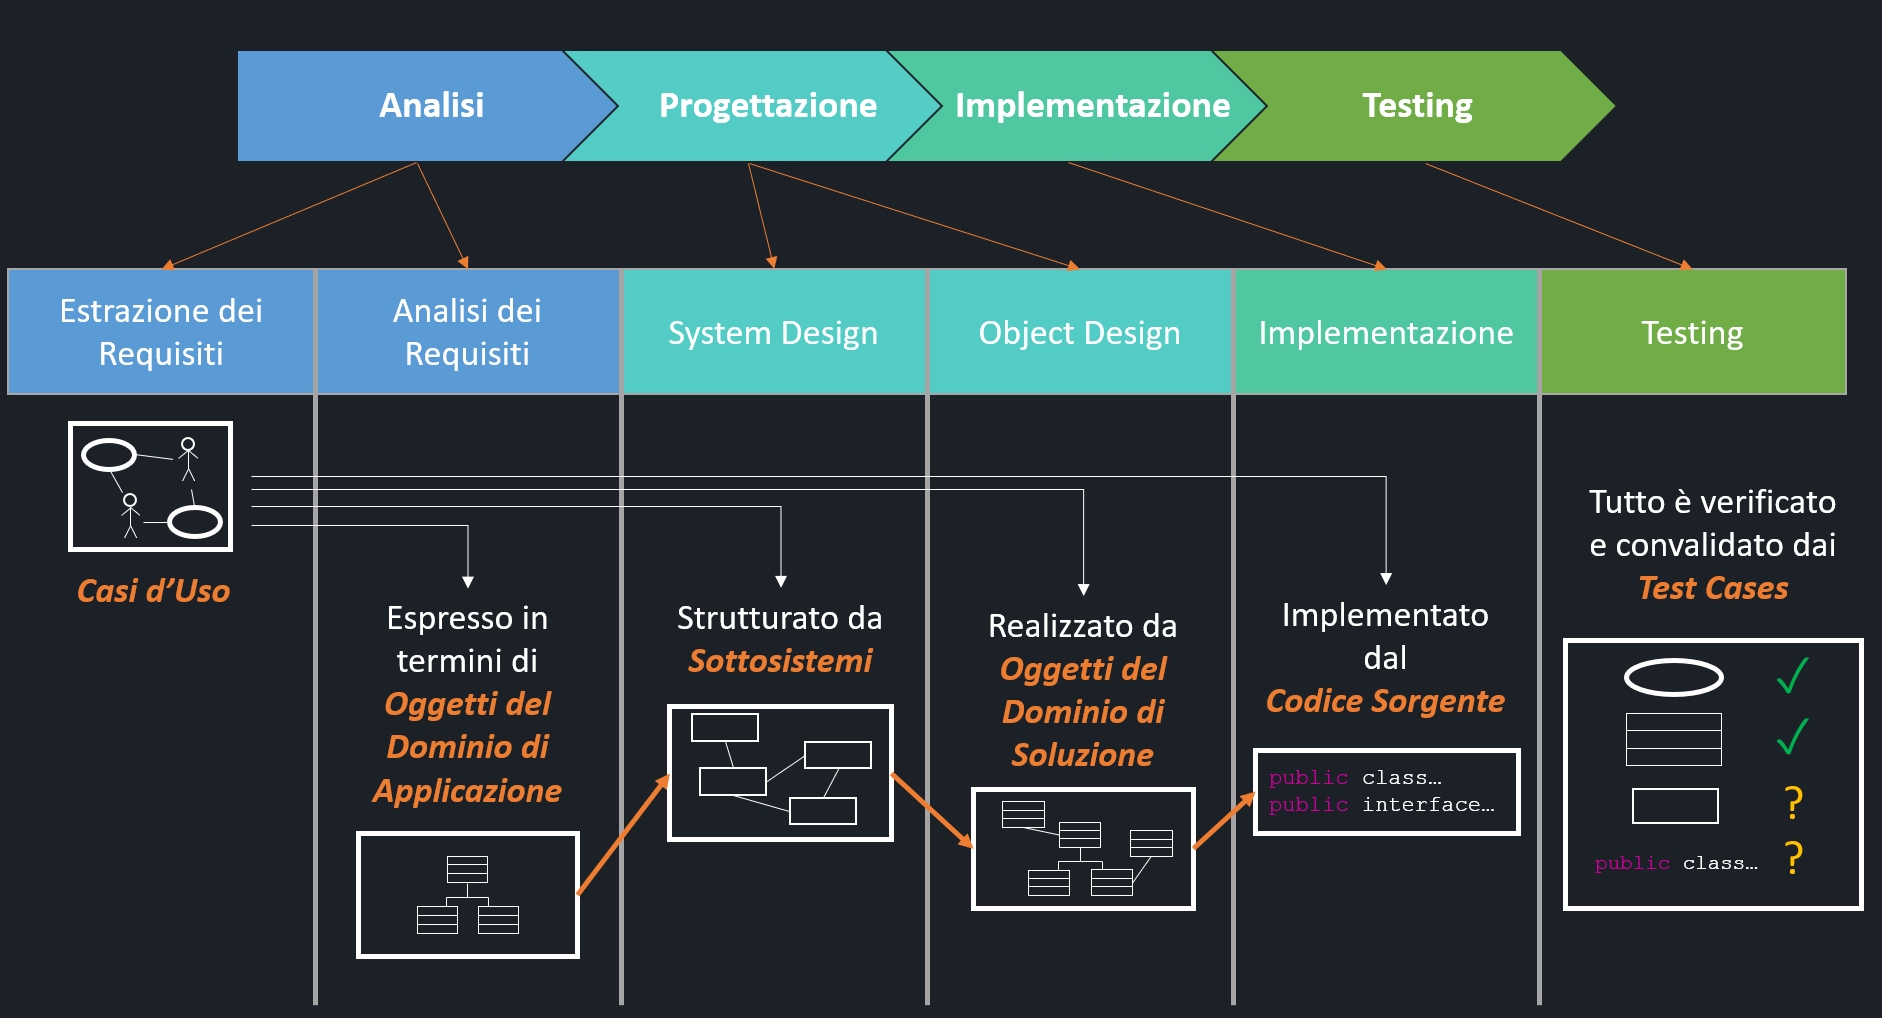 Analisi
Progettazione
Implementazione
Testing
Estrazione dei
Requisiti
Analisi dei
Requisiti
System Design
Object Design
Implementazione
Testing
Casi d’Uso
Espresso in
termini di
Oggetti del
Dominio di
Applicazione
Strutturato da
Sottosistemi
Realizzato da
Oggetti del
Dominio di
Soluzione
Implementato
dal
Codice Sorgente
public class…
public interface…
Tutto è verificato
e convalidato dai
Test Cases
✓
✓
?
public class… ?